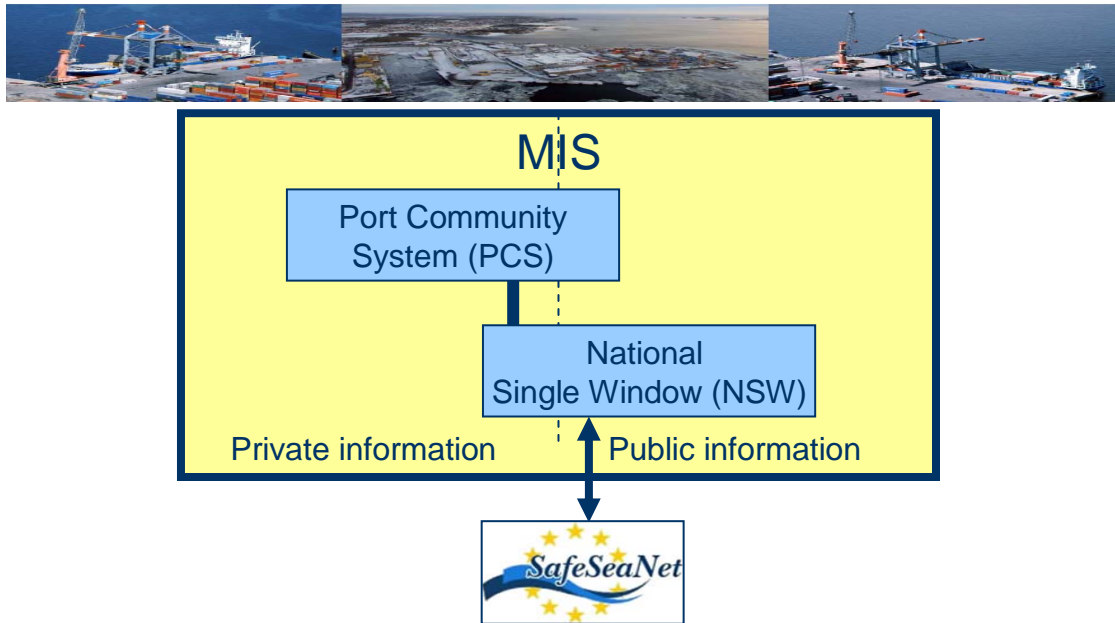 MIS
Port Community
System (PCS)
National
Single Window (NSW)
Private information
Public information
SafeSeaNet